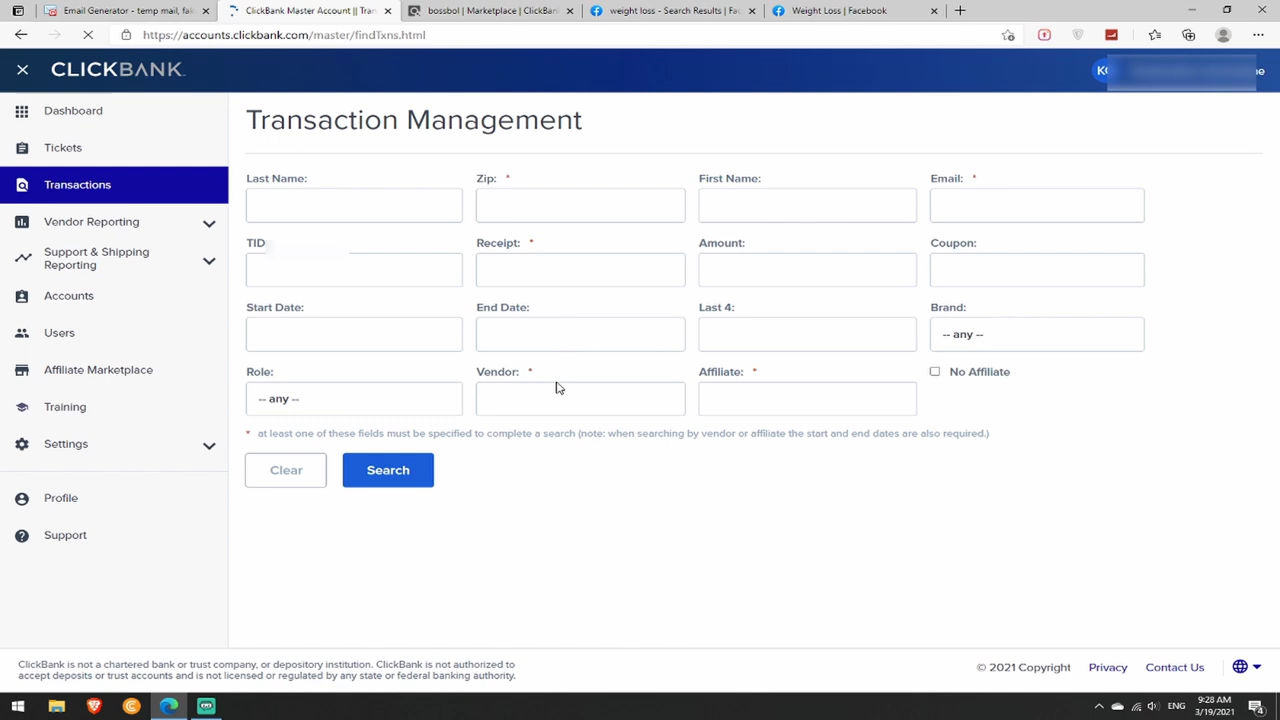 Email Generator - temp mail, fak
ClickBank Master Account || Tran
bossbol | Marketplace | ClickBan
weight loss - Search Results | Fac
Weight Loss | Facebook
https://accounts.clickbank.com/master/findTxns.html
CLICKBANK
Dashboard
Tickets
Transactions
Vendor Reporting
Support & Shipping
Reporting
Accounts
Users
Affiliate Marketplace
Training
Settings
Profile
Support
Transaction Management
Last Name:
Zip: *
First Name:
Email: *
TID
Receipt: *
Amount:
Coupon:
Start Date:
End Date:
Last 4:
Brand:
-- any --
Role:
Vendor: *
Affiliate: *
No Affiliate
-- any --
* at least one of these fields must be specified to complete a search (note: when searching by vendor or affiliate the start and end dates are also required.)
Clear
Search
ClickBank is not a chartered bank or trust company, or depository institution. ClickBank is not authorized to
accept deposits or trust accounts and is not licensed or regulated by any state or federal banking authority.
© 2021 Copyright
Privacy
Contact Us
ENG
9:28 AM
3/19/2021